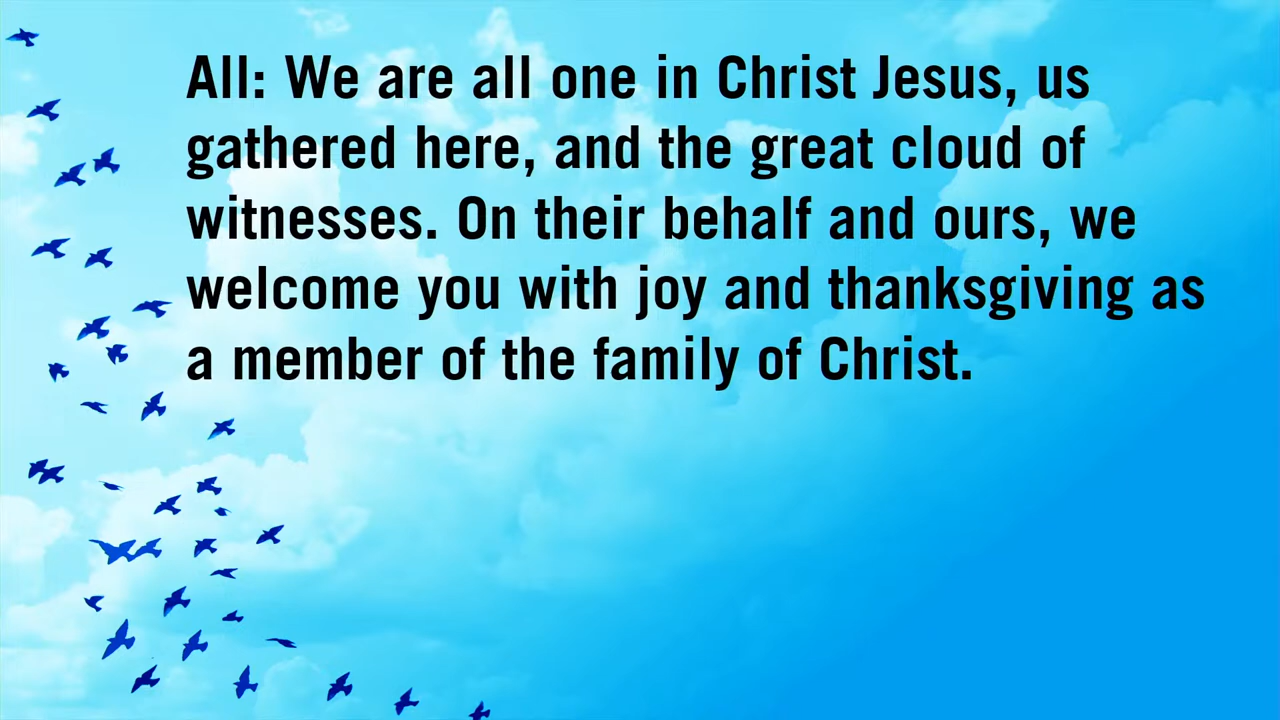 All: We are all one in Christ Jesus, us
gathered here, and the great cloud of
witnesses. On their behalf and ours, we
welcome you with joy and thanksgiving as
a member of the family of Christ.